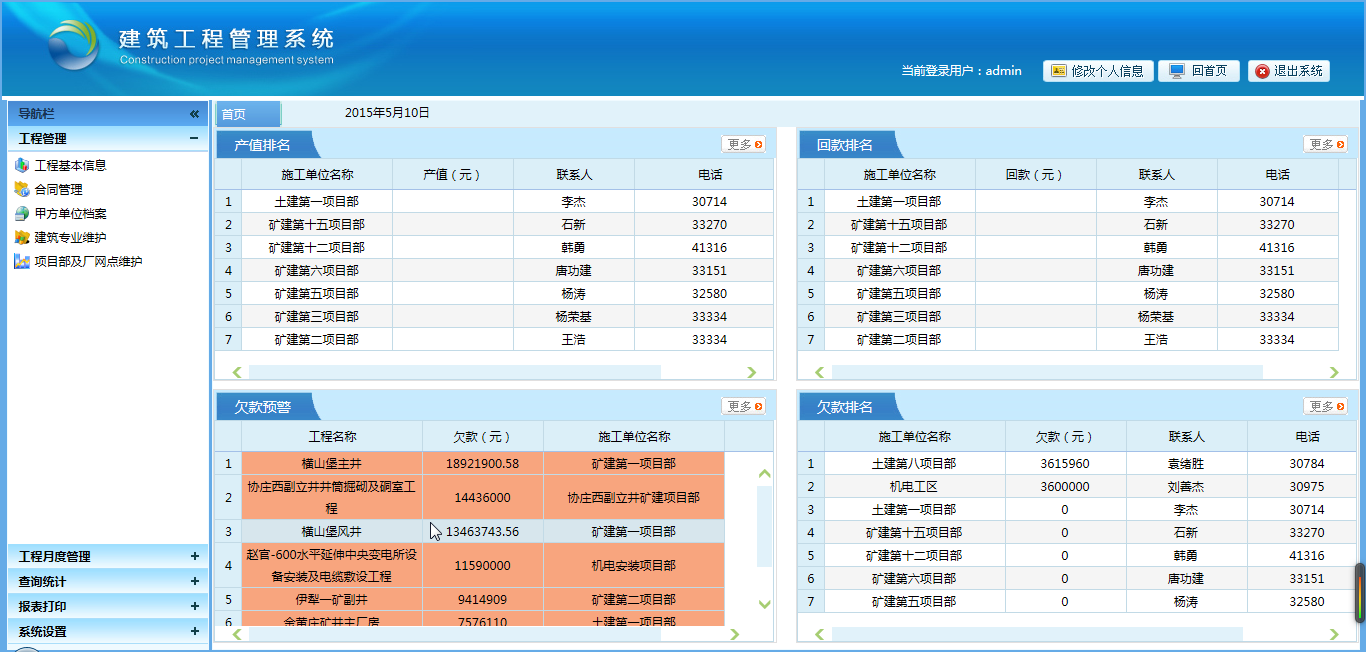 建筑工程管理系统
Construction project management system
当前登录用户：admin 修改个人信息 回首页 退出系统
导航栏 «
工程管理 −
工程基本信息
合同管理
甲方单位档案
建筑专业维护
项目部及厂网点维护
工程月度管理 +
查询统计 +
报表打印 +
系统设置 +
首页 2015年5月10日
产值排名 更多
施工单位名称 产值（元） 联系人 电话
1 土建第一项目部 李杰 30714
2 矿建第十五项目部 石新 33270
3 矿建第十二项目部 韩勇 41316
4 矿建第六项目部 唐功建 33151
5 矿建第五项目部 杨涛 32580
6 矿建第三项目部 杨荣基 33334
7 矿建第二项目部 王浩 33334
回款排名 更多
施工单位名称 回款（元） 联系人 电话
1 土建第一项目部 李杰 30714
2 矿建第十五项目部 石新 33270
3 矿建第十二项目部 韩勇 41316
4 矿建第六项目部 唐功建 33151
5 矿建第五项目部 杨涛 32580
6 矿建第三项目部 杨荣基 33334
7 矿建第二项目部 王浩 33334
欠款预警 更多
工程名称 欠款（元） 施工单位名称
1 横山堡主井 18921900.58 矿建第一项目部
2 协庄西副立井井筒掘砌及硐室工
程 14436000 协庄西副立井矿建项目部
3 横山堡风井 13463743.56 矿建第一项目部
4 赵官-600水平延伸中央变电所设
备安装及电缆敷设工程 11590000 机电安装项目部
5 伊犁一矿副井 9414909 矿建第二项目部
6 金黄庄矿井主厂房 7576110 土建第一项目部
欠款排名 更多
施工单位名称 欠款（元） 联系人 电话
1 土建第八项目部 3615960 袁绪胜 30784
2 机电工区 3600000 刘善杰 30975
3 土建第一项目部 0 李杰 30714
4 矿建第十五项目部 0 石新 33270
5 矿建第十二项目部 0 韩勇 41316
6 矿建第六项目部 0 唐功建 33151
7 矿建第五项目部 0 杨涛 32580